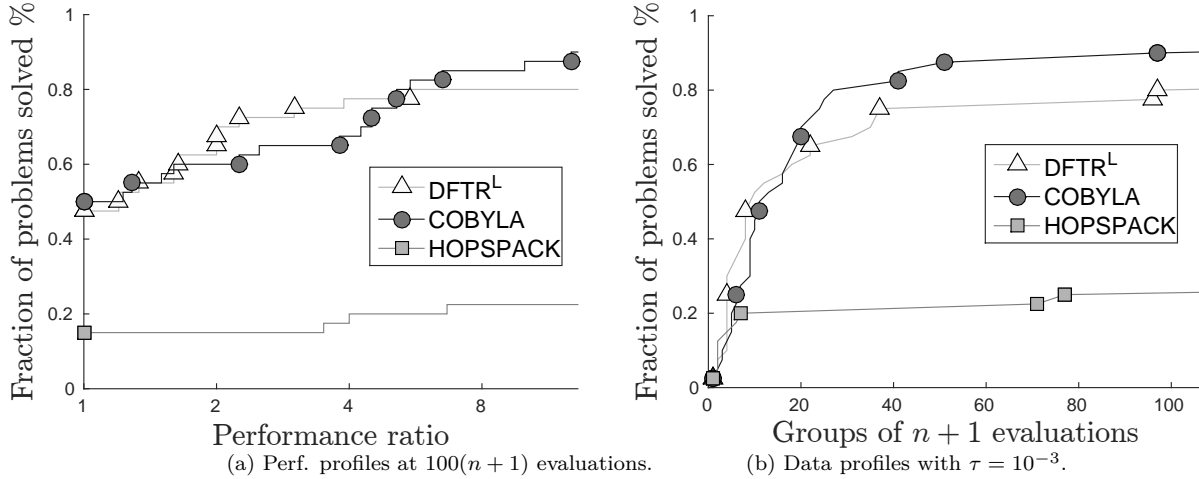 Fraction of problems solved %
1
0.8
0.6
0.4
0.2
0
1
2
4
8
DFTR^L
COBYLA
HOPSPACK
Performance ratio
(a) Perf. profiles at 100(n + 1) evaluations.
Fraction of problems solved %
1
0.8
0.6
0.4
0.2
0
0
20
40
60
80
100
DFTR^L
COBYLA
HOPSPACK
Groups of n + 1 evaluations
(b) Data profiles with τ = 10^−3.